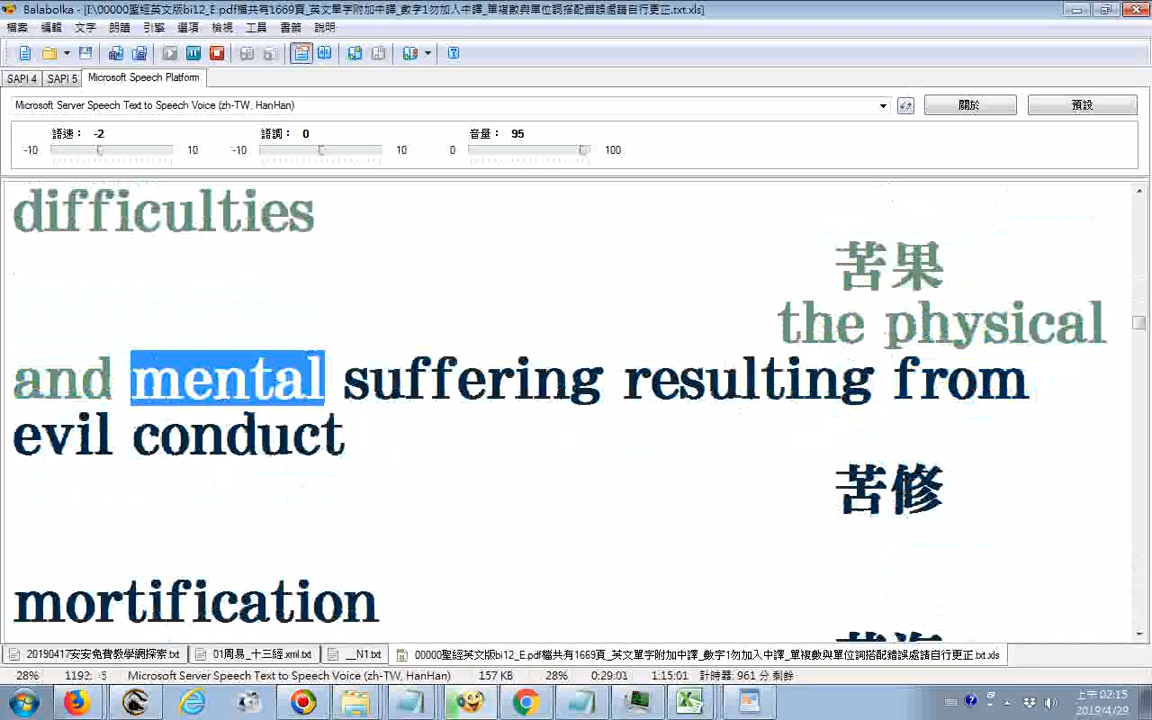 Balabolka - [I:\00000聖經英文版bi12_E.pdf檔共有1669頁_英文單字附加中譯_數字1勿加入中譯_單複數與單位詞搭配錯誤處請自行更正.txt.xls]
檔案 編輯 文字 朗讀 引擎 選項 檢視 工具 書籤 說明
SAPI 4 SAPI 5 Microsoft Speech Platform
Microsoft Server Speech Text to Speech Voice (zh-TW, HanHan) 關於 預設
語速： -2 語調： 0 音量： 95
-10 10 -10 10 0 100
difficulties
苦果
the physical
and mental suffering resulting from
evil conduct
苦修
mortification
20190417安安免費教學網探索.txt 01周易_十三經.xml.txt __N1.txt 00000聖經英文版bi12_E.pdf檔共有1669頁_英文單字附加中譯_數字1勿加入中譯_單複數與單位詞搭配錯誤處請自行更正.txt.xls
28% 1192: 5 Microsoft Server Speech Text to Speech Voice (zh-TW, HanHan) 157 KB 28% 0:29:01 1:15:01 計時器: 961 分 剩餘
上午 02:15
2019/4/29